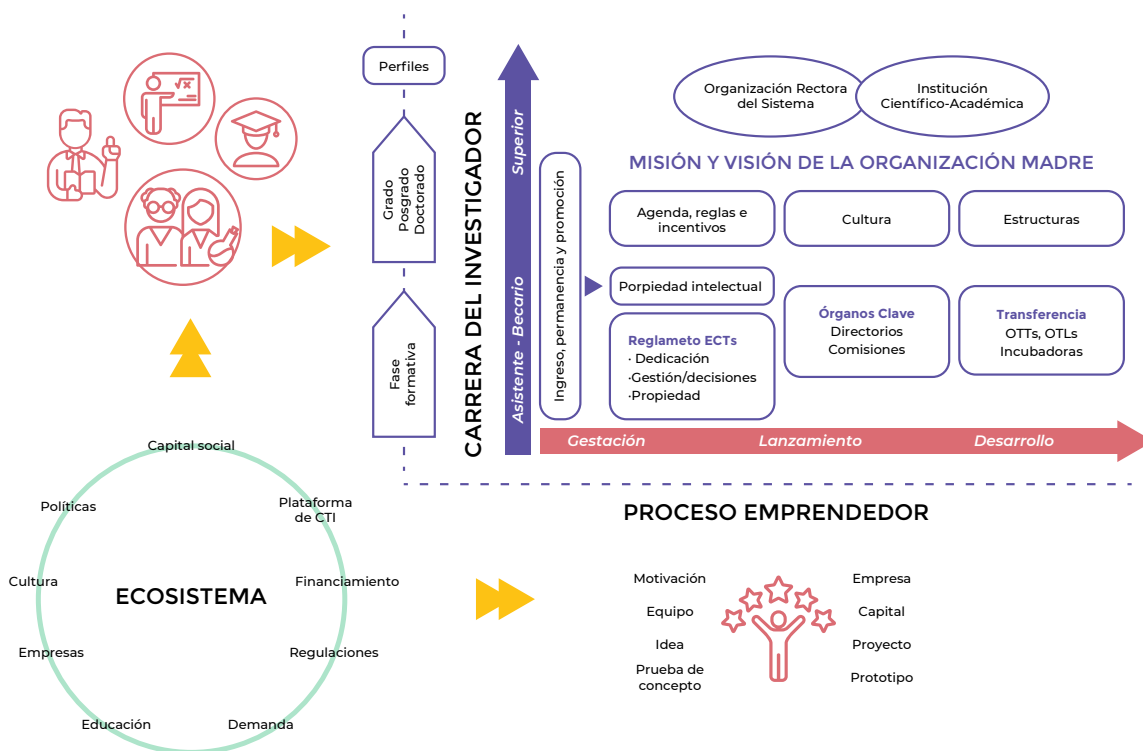 Perfiles
Grado
Posgrado
Doctorado
Fase
formativa
CARRERA DEL INVESTIGADOR
Superior
Asistente - Becario
Ingreso, permanencia y promoción
Organización Rectora
del Sistema
Institución
Científico-Académica
MISIÓN Y VISIÓN DE LA ORGANIZACIÓN MADRE
Agenda, reglas e
incentivos
Cultura
Estructuras
Porpiedad intelectual
Reglameto ECTs
· Dedicación
·Gestión/decisiones
·Propiedad
Órganos Clave
Directorios
Comisiones
Transferencia
OTTs, OTLs
Incubadoras
Gestación
Lanzamiento
Desarrollo
PROCESO EMPRENDEDOR
Motivación
Equipo
Idea
Prueba de
concepto
Empresa
Capital
Proyecto
Prototipo
ECOSISTEMA
Capital social
Plataforma
de CTI
Financiamiento
Regulaciones
Demanda
Educación
Empresas
Cultura
Políticas
√x